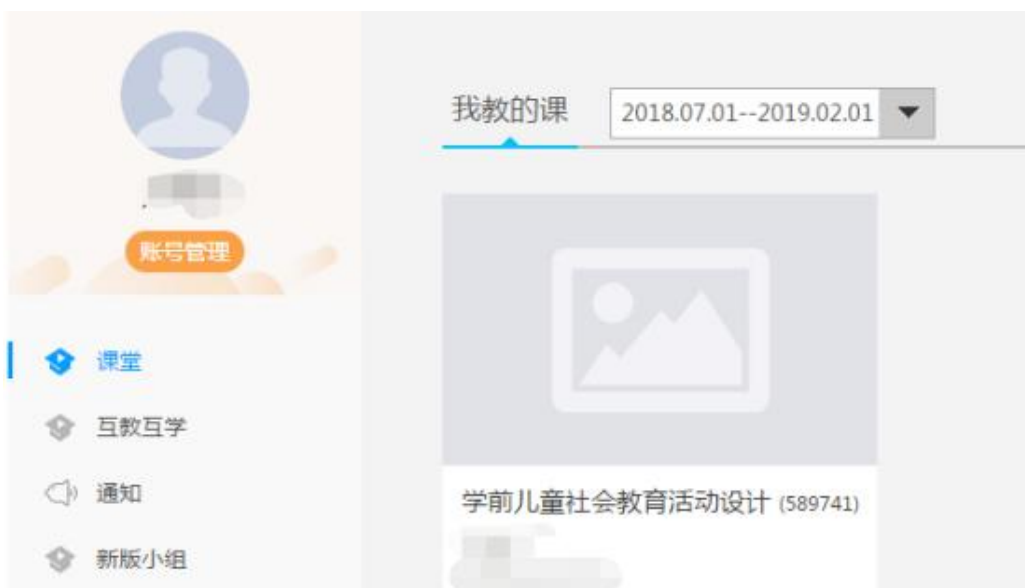 账号管理
课堂
互教互学
通知
新版小组
我教的课
2018.07.01--2019.02.01
学前儿童社会教育活动设计 (589741)